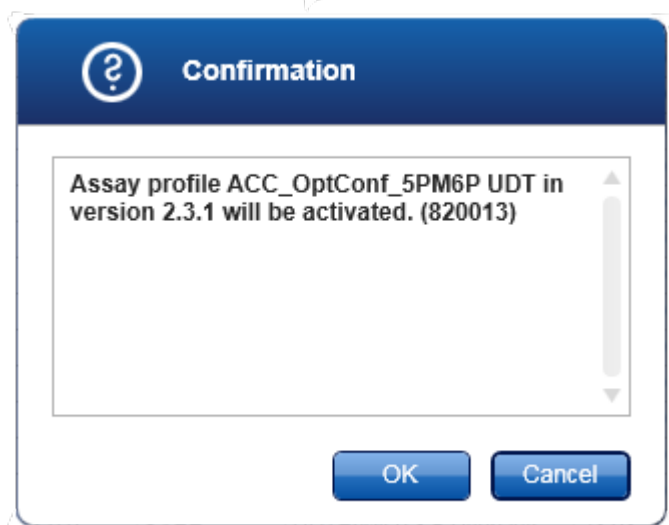 Confirmation
Assay profile ACC_OptConf_5PM6P UDT in
version 2.3.1 will be activated. (820013)
OK
Cancel